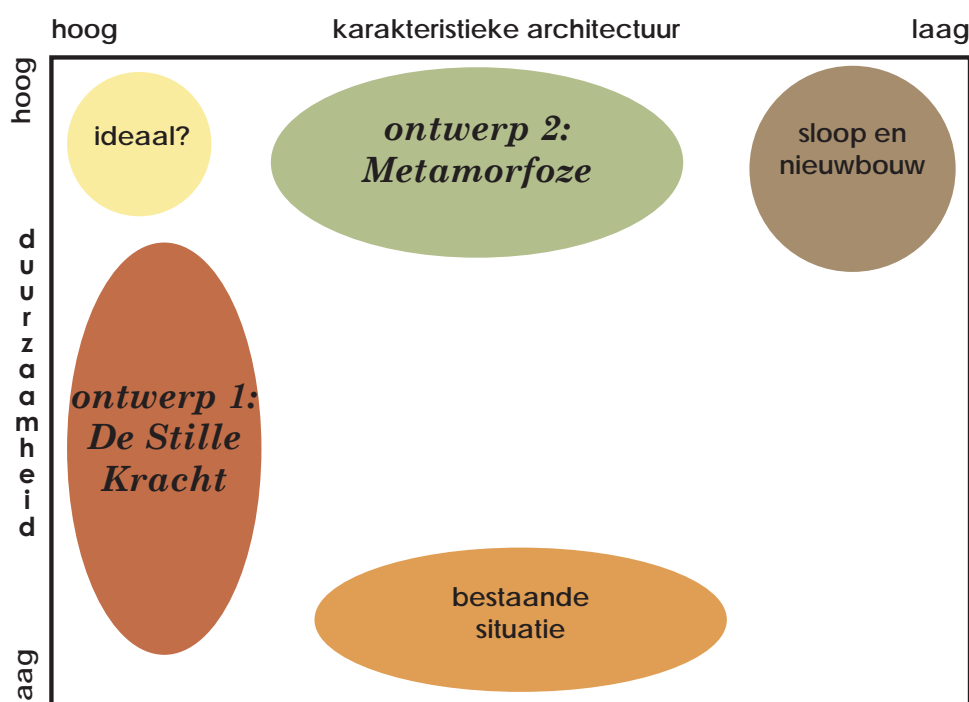 hoog karakteristieke architectuur laag
hoog
ideaal?
ontwerp 2:
Metamorfoze
sloop en
nieuwbouw
duurzaamheid
ontwerp 1:
De Stille
Kracht
bestaande
situatie
aag